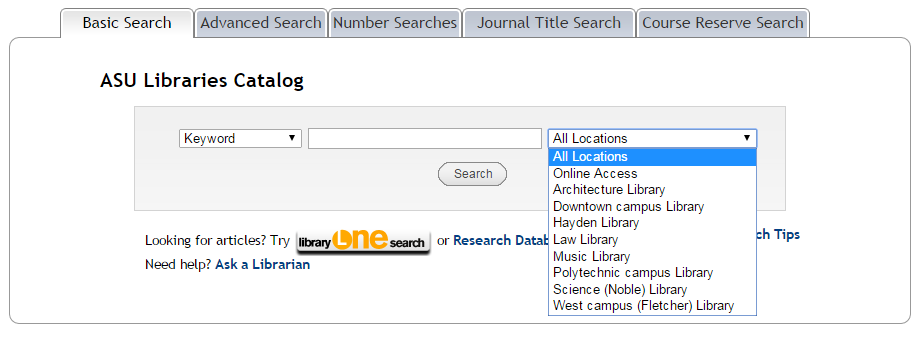 Basic Search Advanced Search Number Searches Journal Title Search Course Reserve Search
ASU Libraries Catalog
Keyword All Locations
Search
All Locations
Online Access
Architecture Library
Downtown campus Library
Hayden Library
Law Library
Music Library
Polytechnic campus Library
Science (Noble) Library
West campus (Fletcher) Library
Looking for articles? Try library one search or Research Datab ch Tips
Need help? Ask a Librarian